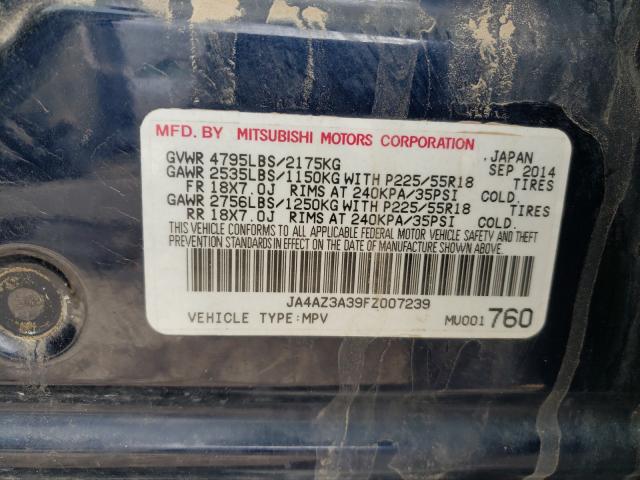 MFD. BY MITSUBISHI MOTORS CORPORATION
JAPAN
GVWR 4795LBS/2175KG SEP 2014
GAWR 2535LBS/1150KG WITH P225/55R18 TIRES
FR 18X7.0J RIMS AT 240KPA/35PSI COLD.
GAWR 2756LBS/1250KG WITH P225/55R18 TIRES
RR 18X7.0J RIMS AT 240KPA/35PSI COLD.
THIS VEHICLE CONFORMS TO ALL APPLICABLE FEDERAL MOTOR VEHICLE SAFETY AND THEFT
PREVENTION STANDARDS IN EFFECT ON THE DATE OF MANUFACTURE SHOWN ABOVE.
JA4AZ3A39FZ007239
VEHICLE TYPE:MPV MU001760